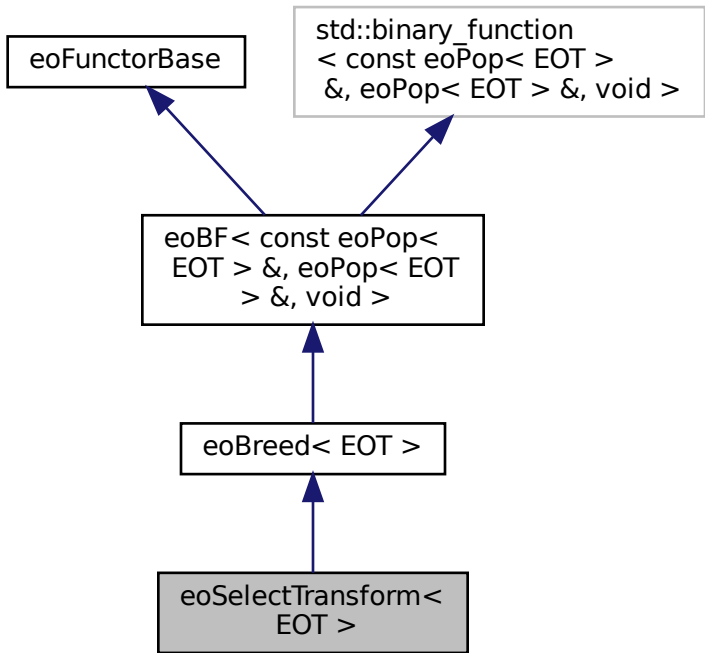 eoFunctorBase
std::binary_function
< const eoPop< EOT >
&, eoPop< EOT > &, void >
eoBF< const eoPop<
EOT > &, eoPop< EOT
> &, void >
eoBreed< EOT >
eoSelectTransform<
EOT >